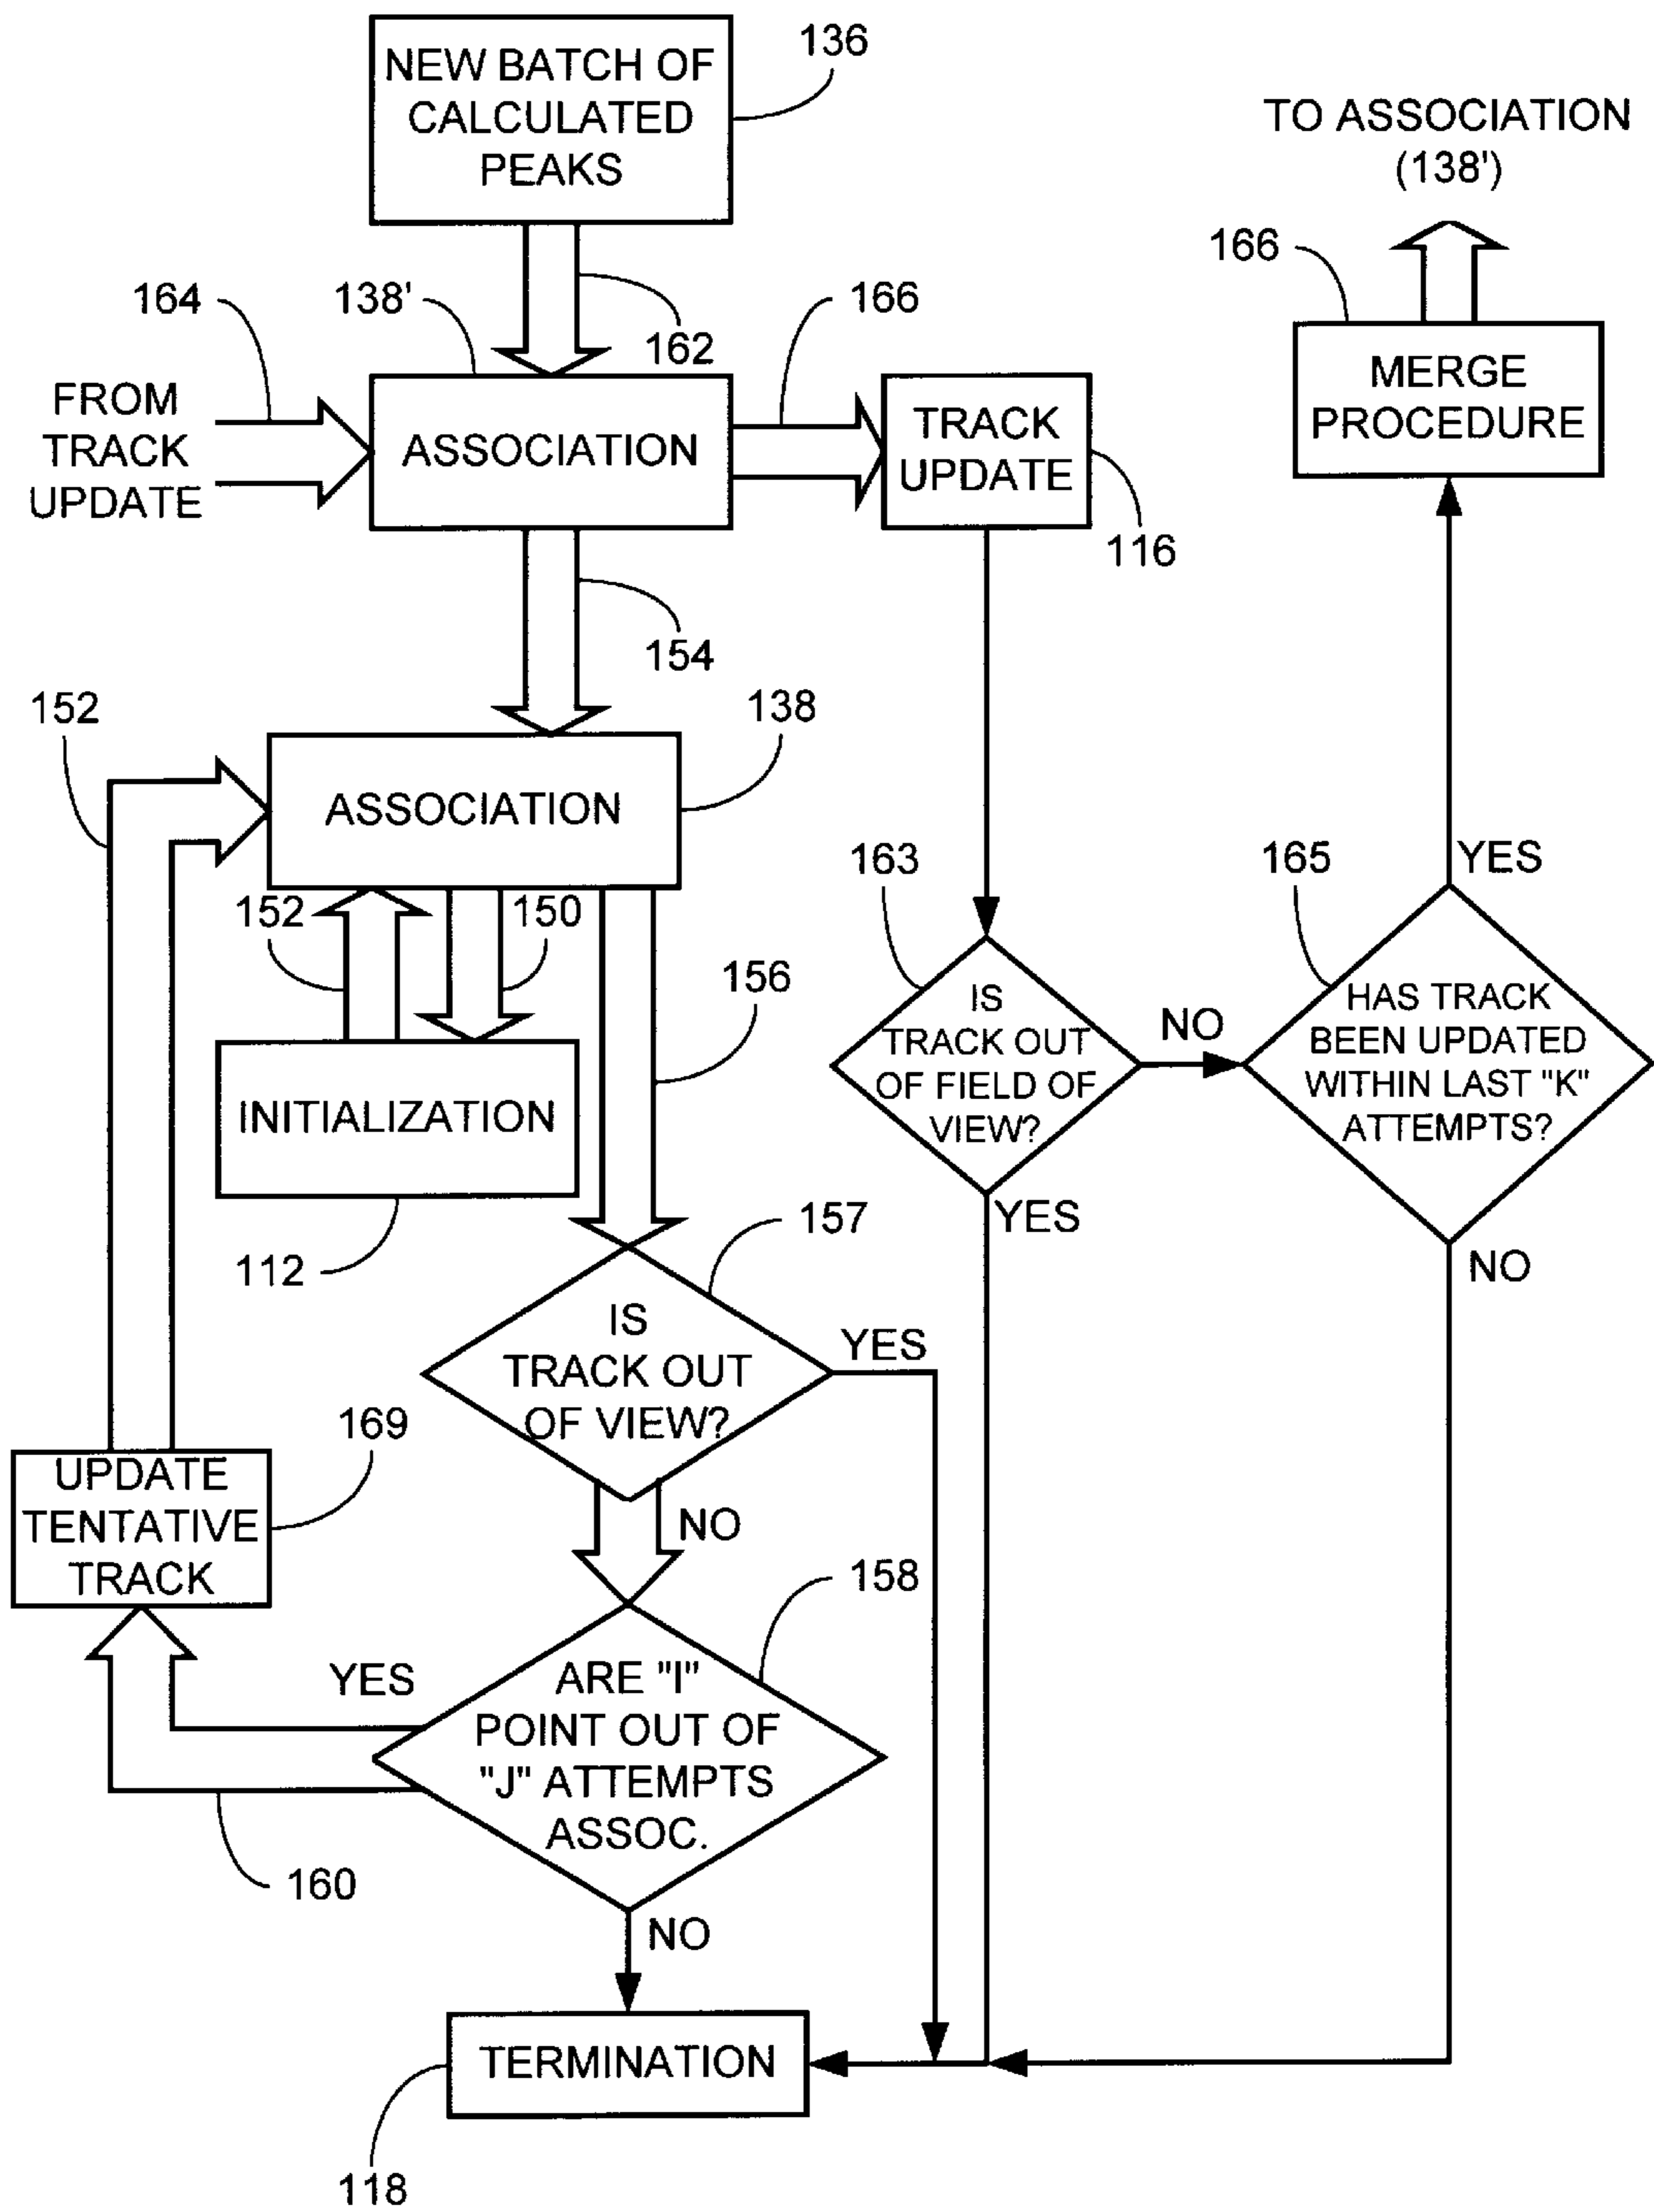 NEW BATCH OF
CALCULATED
PEAKS
136
TO ASSOCIATION
(138')
166
MERGE
PROCEDURE
162
164
138'
166
FROM
TRACK
UPDATE
ASSOCIATION
TRACK
UPDATE
116
154
152
138
ASSOCIATION
152
150
156
INITIALIZATION
112
163
IS
TRACK OUT
OF FIELD OF
VIEW?
NO
YES
165
YES
HAS TRACK
BEEN UPDATED
WITHIN LAST "K"
ATTEMPTS?
NO
157
IS
TRACK OUT
OF VIEW?
YES
NO
169
UPDATE
TENTATIVE
TRACK
158
YES
ARE "I"
POINT OUT OF
"J" ATTEMPTS
ASSOC.
160
NO
TERMINATION
118